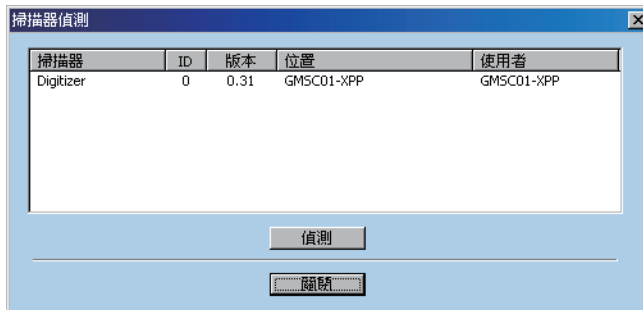 掃描器偵測
掃描器 ID 版本 位置 使用者
Digitizer 0 0.31 GMSC01-XPP GMSC01-XPP
偵測
關閉